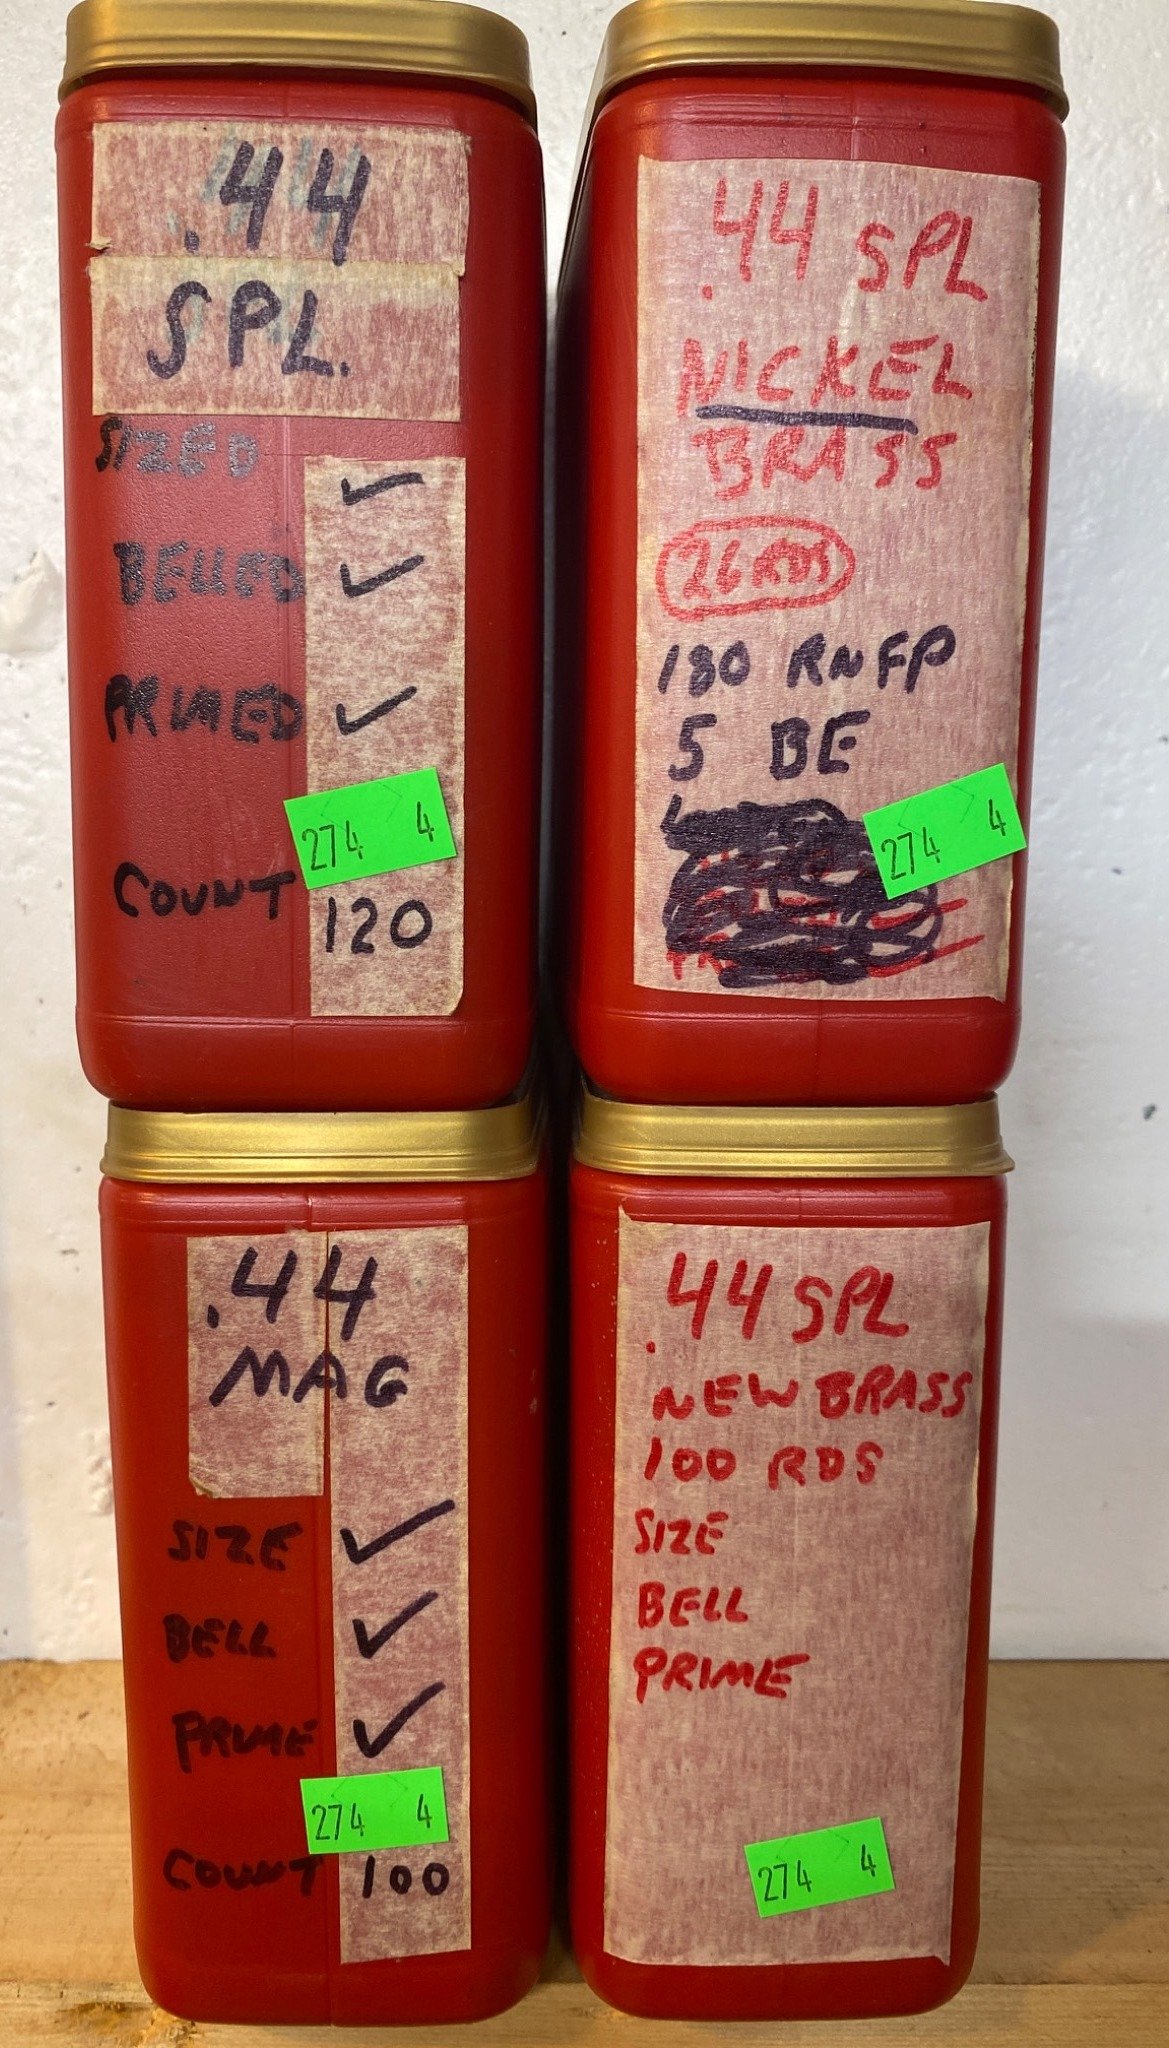 .44
SPL.
SIZED ✓
BELLED ✓
PRIMED ✓
274 4
COUNT 120
.44 SPL
NICKEL
BRASS
26 RDS
180 RNFP
5 BE
274 4
.44
MAG
SIZE ✓
BELL ✓
PRIME ✓
274 4
COUNT 100
.44 SPL
NEW BRASS
100 RDS
SIZE
BELL
PRIME
274 4